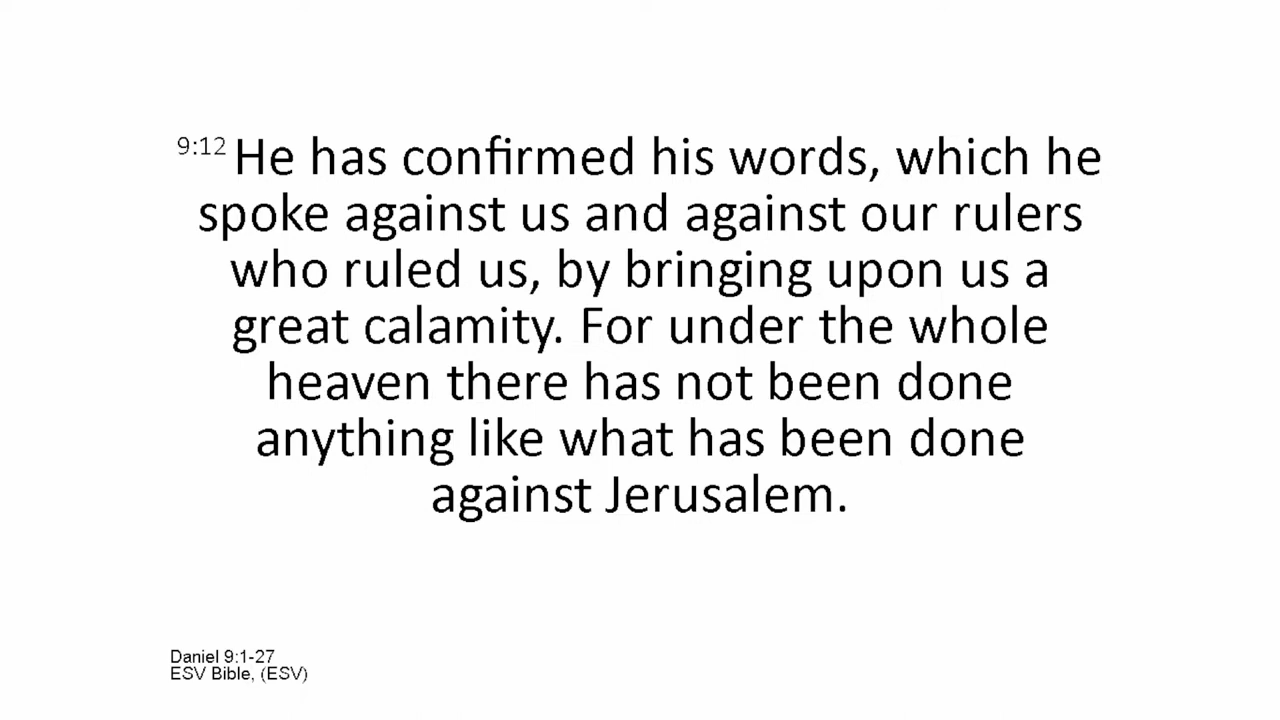 9:12 He has confirmed his words, which he
spoke against us and against our rulers
who ruled us, by bringing upon us a
great calamity. For under the whole
heaven there has not been done
anything like what has been done
against Jerusalem.
Daniel 9:1-27
ESV Bible, (ESV)